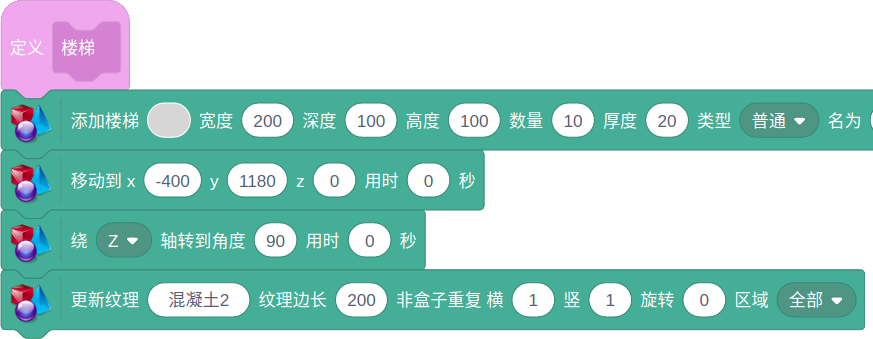 定义 楼梯
添加楼梯 宽度 200 深度 100 高度 100 数量 10 厚度 20 类型 普通 名为
移动到 x -400 y 1180 z 0 用时 0 秒
绕 Z 轴转到角度 90 用时 0 秒
更新纹理 混凝土2 纹理边长 200 非盒子重复 横 1 竖 1 旋转 0 区域 全部